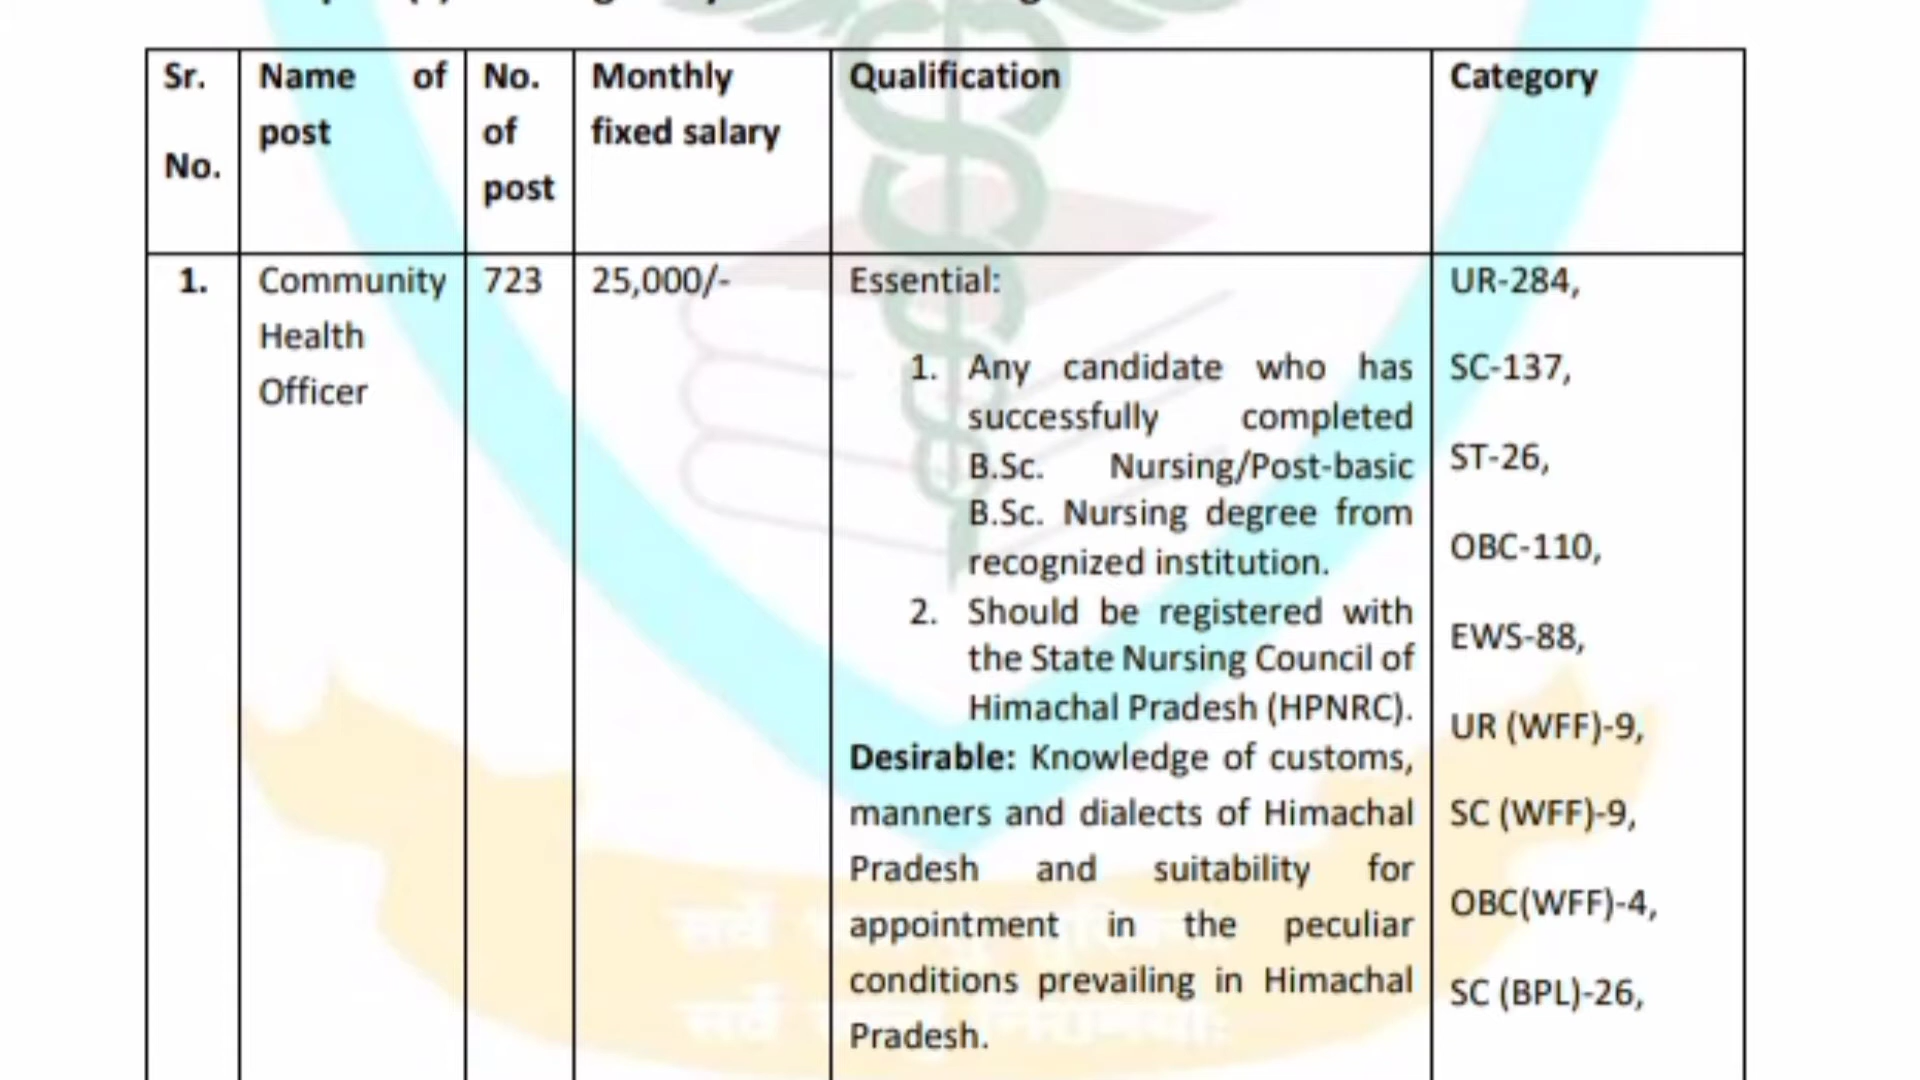 Sr.
No.
Name of
post
No.
of
post
Monthly
fixed salary
Qualification
Category
1.
Community
Health
Officer
723
25,000/-
Essential:
1. Any candidate who has
successfully completed
B.Sc. Nursing/Post-basic
B.Sc. Nursing degree from
recognized institution.
2. Should be registered with
the State Nursing Council of
Himachal Pradesh (HPNRC).
Desirable: Knowledge of customs,
manners and dialects of Himachal
Pradesh and suitability for
appointment in the peculiar
conditions prevailing in Himachal
Pradesh.
UR-284,
SC-137,
ST-26,
OBC-110,
EWS-88,
UR (WFF)-9,
SC (WFF)-9,
OBC(WFF)-4,
SC (BPL)-26,
सर्वे
सर्वे